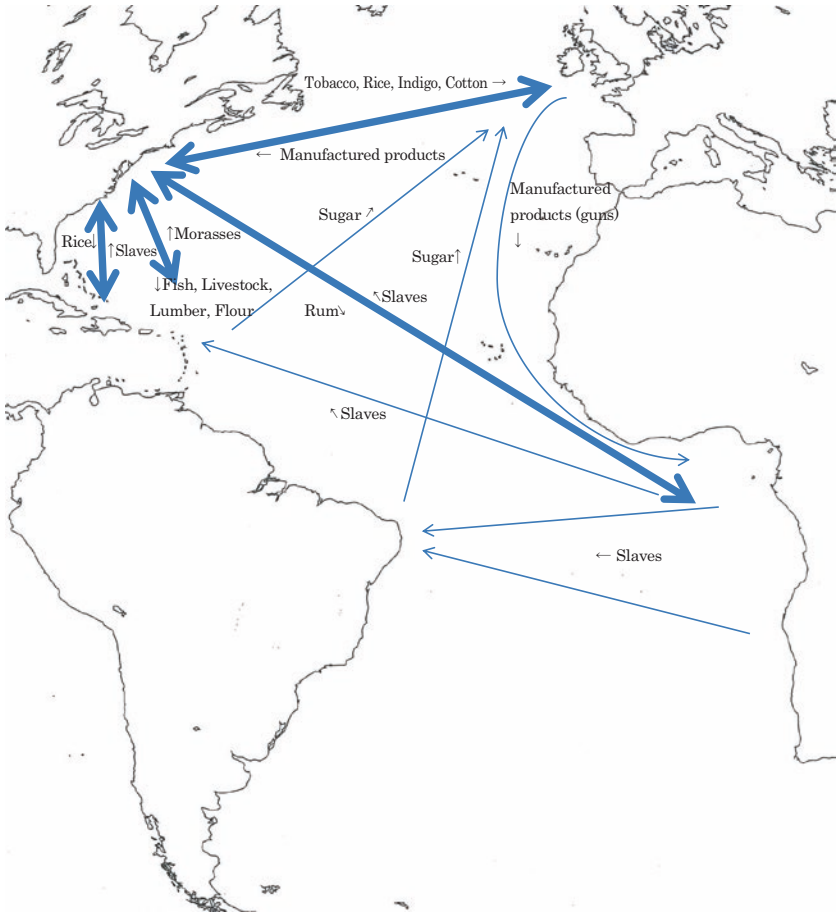 Tobacco, Rice, Indigo, Cotton →
← Manufactured products
Manufactured
products (guns)
↓
Sugar↗
Rice↓
↑Slaves
↑Morasses
Sugar↑
↓Fish, Livestock,
Lumber, Flour
↖Slaves
Rum↘
↖Slaves
← Slaves